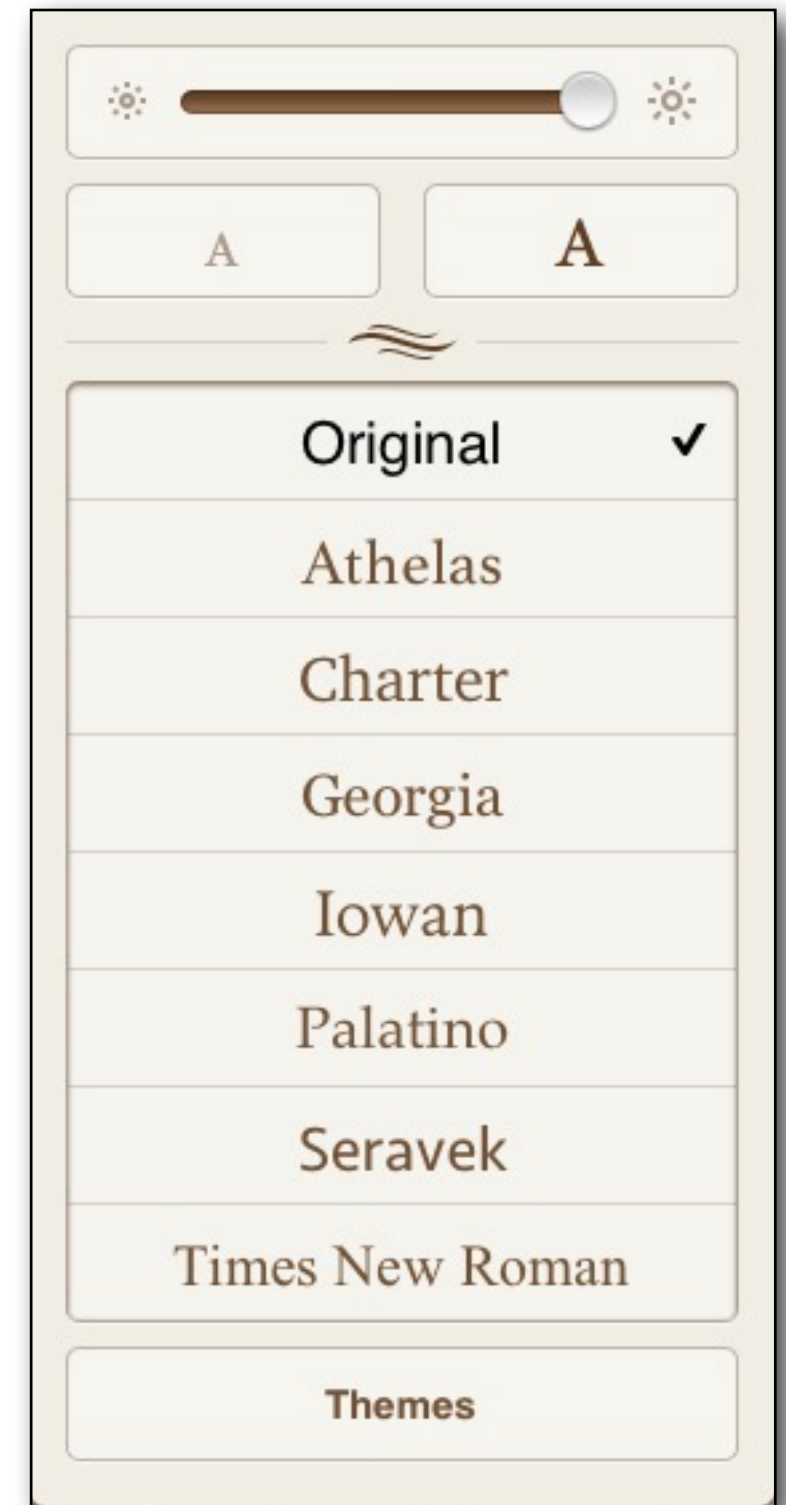 A A
Original
Athelas
Charter
Georgia
Iowan
Palatino
Seravek
Times New Roman
Themes